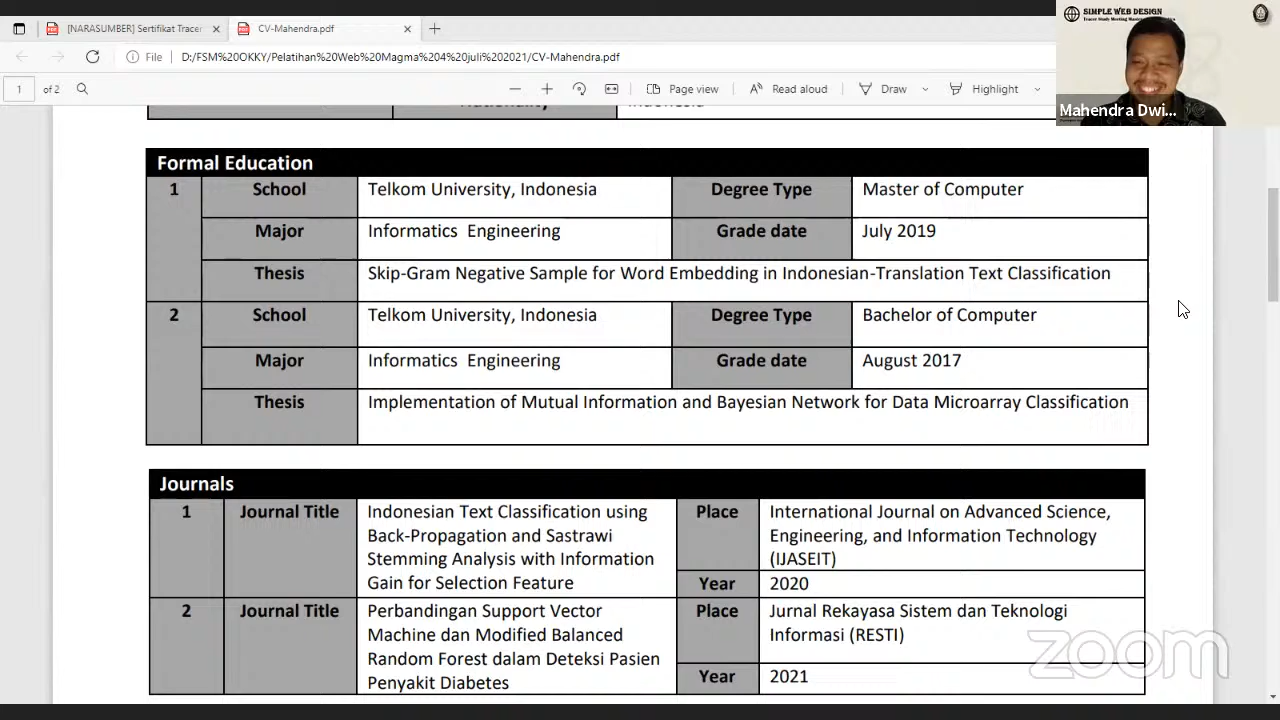 [NARASUMBER] Sertifikat Tracer
CV-Mahendra.pdf
SIMPLE WEB DESIGN
File D:/FSM%20OKKY/Pelatihan%20Web%20Magma%204%20juli%202021/CV-Mahendra.pdf
1 of 2 Page view Read aloud Draw Highlight
Mahendra Dwi...
Nationality Indonesia
Formal Education
1 School Telkom University, Indonesia Degree Type Master of Computer
Major Informatics Engineering Grade date July 2019
Thesis Skip-Gram Negative Sample for Word Embedding in Indonesian-Translation Text Classification
2 School Telkom University, Indonesia Degree Type Bachelor of Computer
Major Informatics Engineering Grade date August 2017
Thesis Implementation of Mutual Information and Bayesian Network for Data Microarray Classification
Journals
1 Journal Title Indonesian Text Classification using Place International Journal on Advanced Science,
Back-Propagation and Sastrawi Engineering, and Information Technology
Stemming Analysis with Information (IJASEIT)
Gain for Selection Feature Year 2020
2 Journal Title Perbandingan Support Vector Place Jurnal Rekayasa Sistem dan Teknologi
Machine dan Modified Balanced Informasi (RESTI)
Random Forest dalam Deteksi Pasien
Penyakit Diabetes Year 2021
zoom